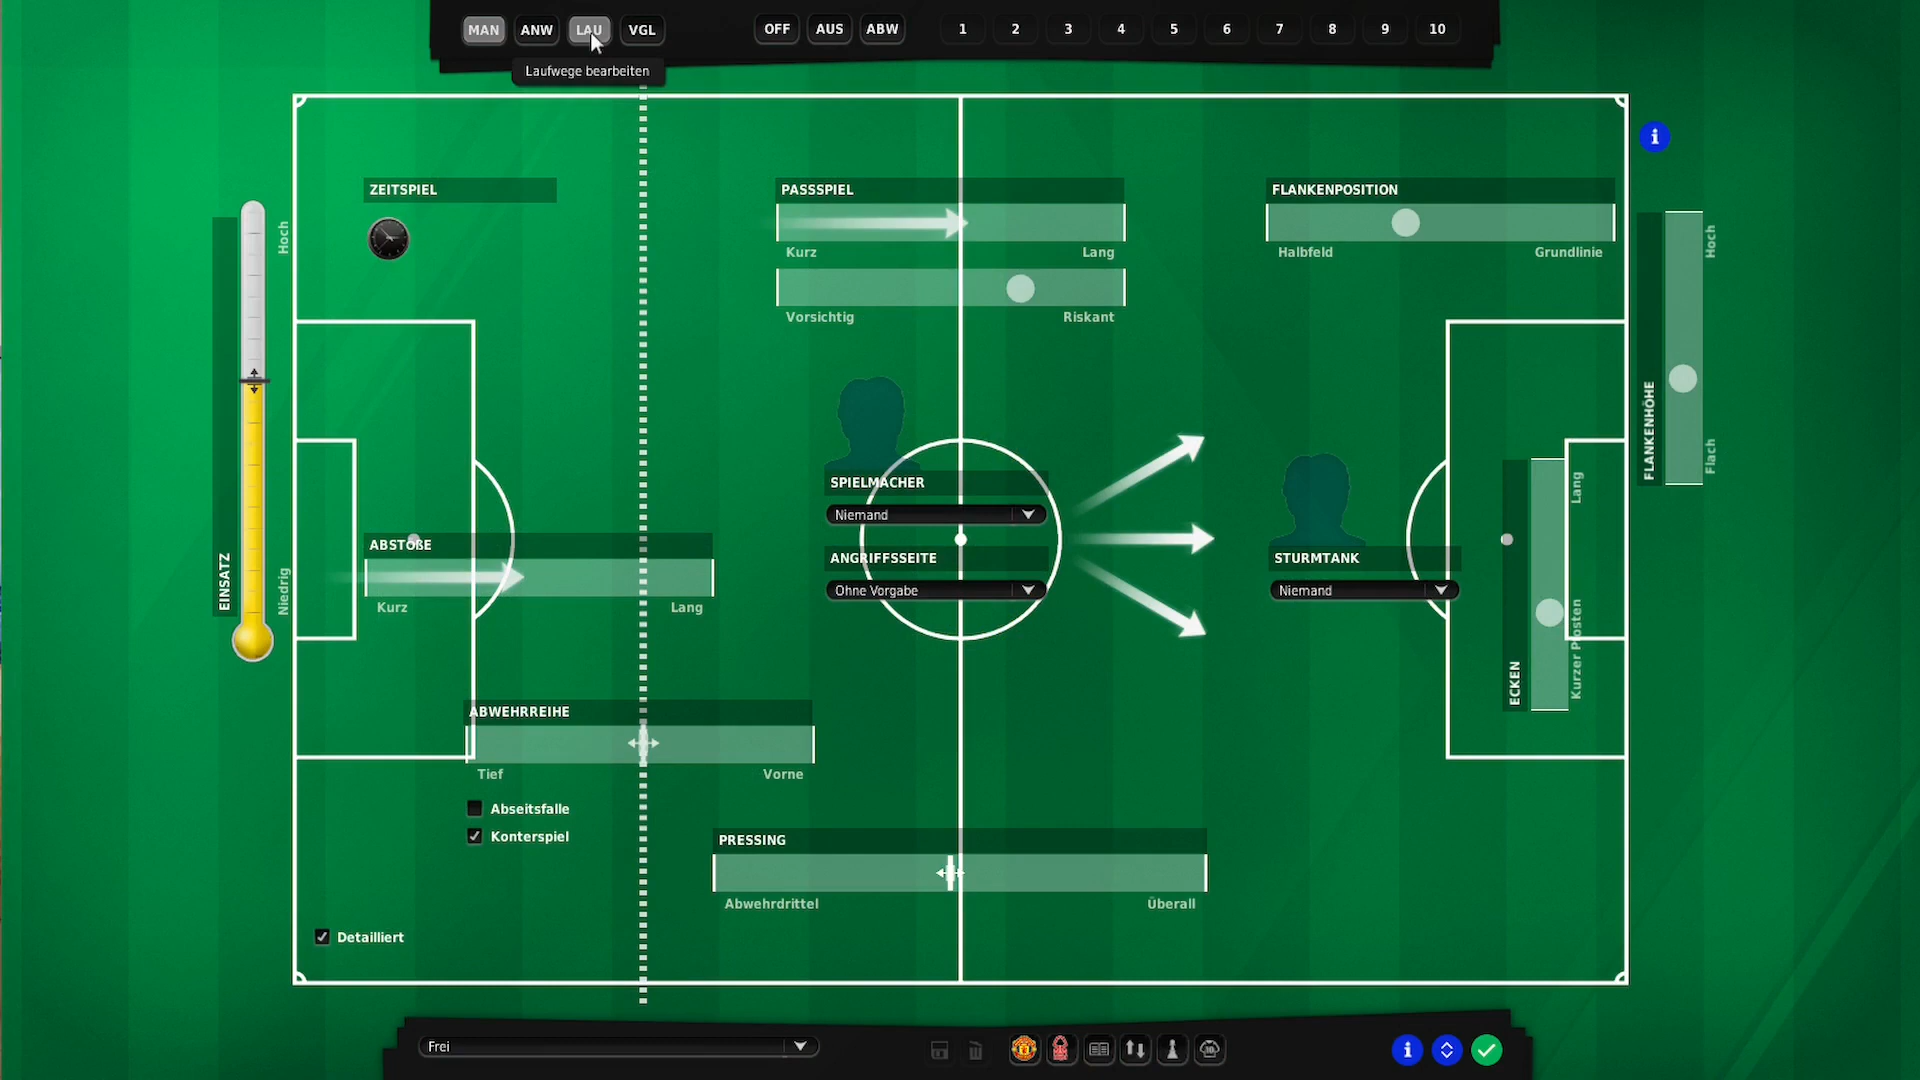 MAN ANW LAU VGL OFF AUS ABW 1 2 3 4 5 6 7 8 9 10
Laufwege bearbeiten
ZEITSPIEL
PASSSPIEL
Kurz Lang
Vorsichtig Riskant
FLANKENPOSITION
Halbfeld Grundlinie
EINSATZ
Hoch
Niedrig
FLANKENHÖHE
Hoch
Flach
SPIELMACHER
Niemand
ANGRIFFSSEITE
Ohne Vorgabe
STURMTANK
Niemand
ECKEN
Lang
Kurzer Pfosten
ABSTÖßE
Kurz Lang
ABWEHRREIHE
Tief Vorne
Abseitsfalle
Konterspiel
PRESSING
Abwehrdrittel Überall
Detailliert
Frei